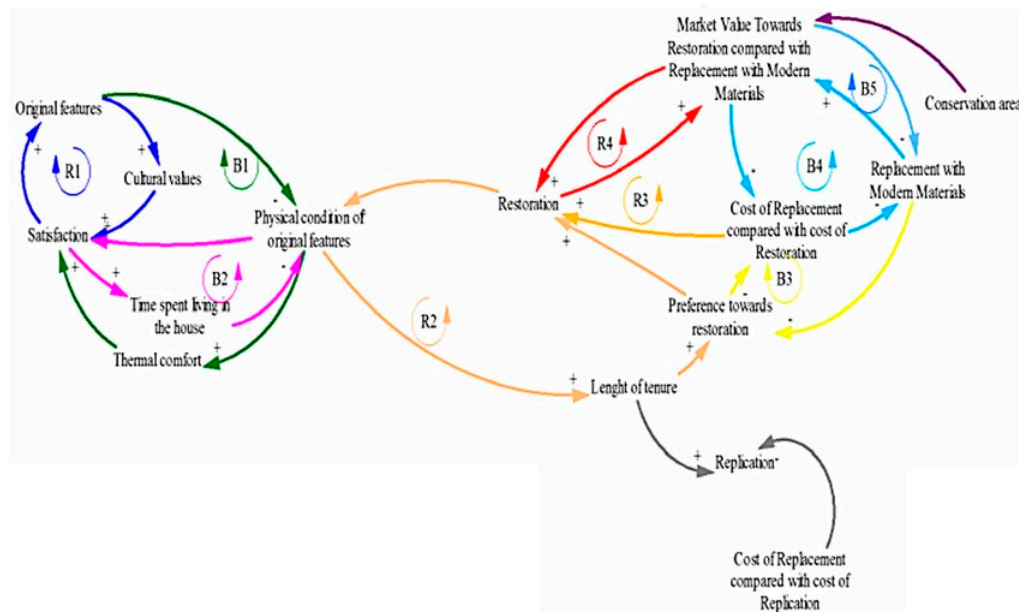 Market Value Towards
Restoration compared with
Replacement with Modern
Materials
Conservation area
Original features
+
+
R1
B1
Cultural values
-
+
+
Satisfaction
Physical condition of
original features
+
+
B2
-
Time spent living in
the house
Thermal comfort
+
R2
+
Lenght of tenure
+
Restoration
+
+
+
R4
+
R3
-
B4
B5
+
-
Replacement with
Modern Materials
-
Cost of Replacement
compared with cost of
Restoration
B3
-
Preference towards
restoration
-
+
Replication
-
Cost of Replacement
compared with cost of
Replication